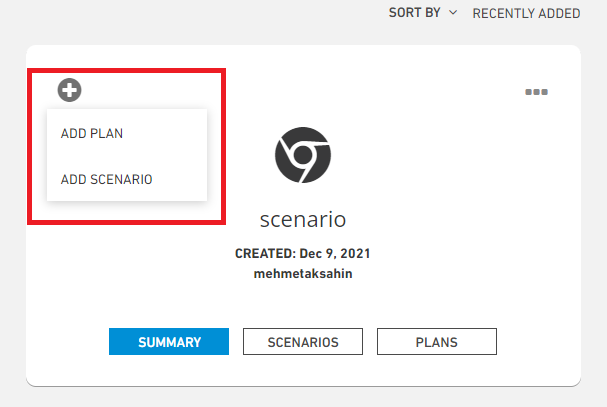 SORT BY RECENTLY ADDED
ADD PLAN
ADD SCENARIO
scenario
CREATED: Dec 9, 2021
mehmetaksahin
SUMMARY SCENARIOS PLANS